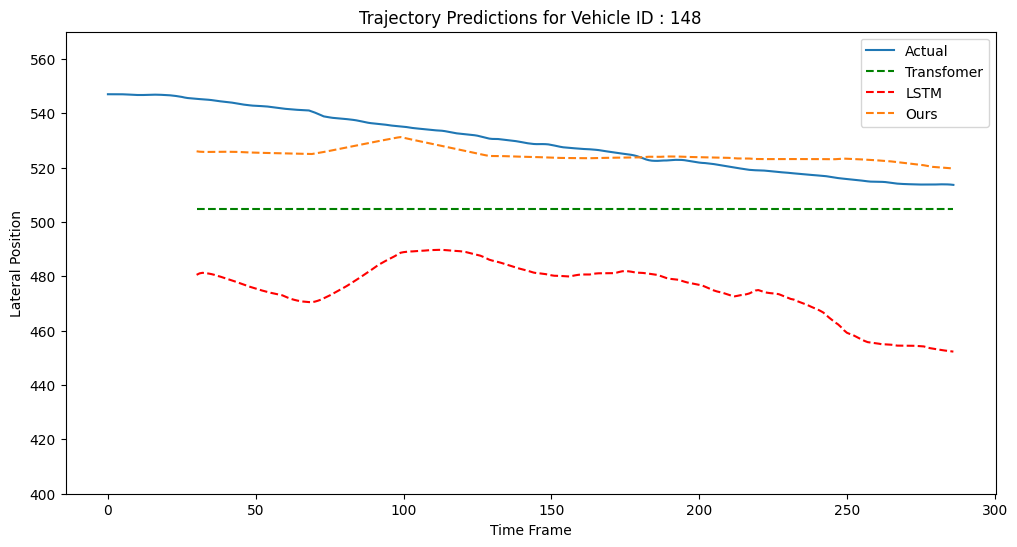 Trajectory Predictions for Vehicle ID : 148
Actual
Transfomer
LSTM
Ours
Lateral Position
560
540
520
500
480
460
440
420
400
0 50 100 150 200 250 300
Time Frame